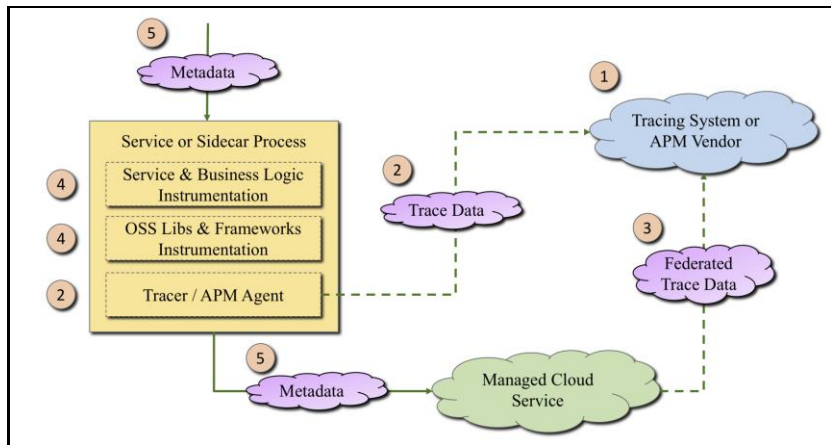 5
Metadata
1
Tracing System or
APM Vendor
Service or Sidecar Process
4
Service & Business Logic
Instrumentation
2
Trace Data
4
OSS Libs & Frameworks
Instrumentation
3
Federated
Trace Data
2
Tracer / APM Agent
5
Metadata
Managed Cloud
Service